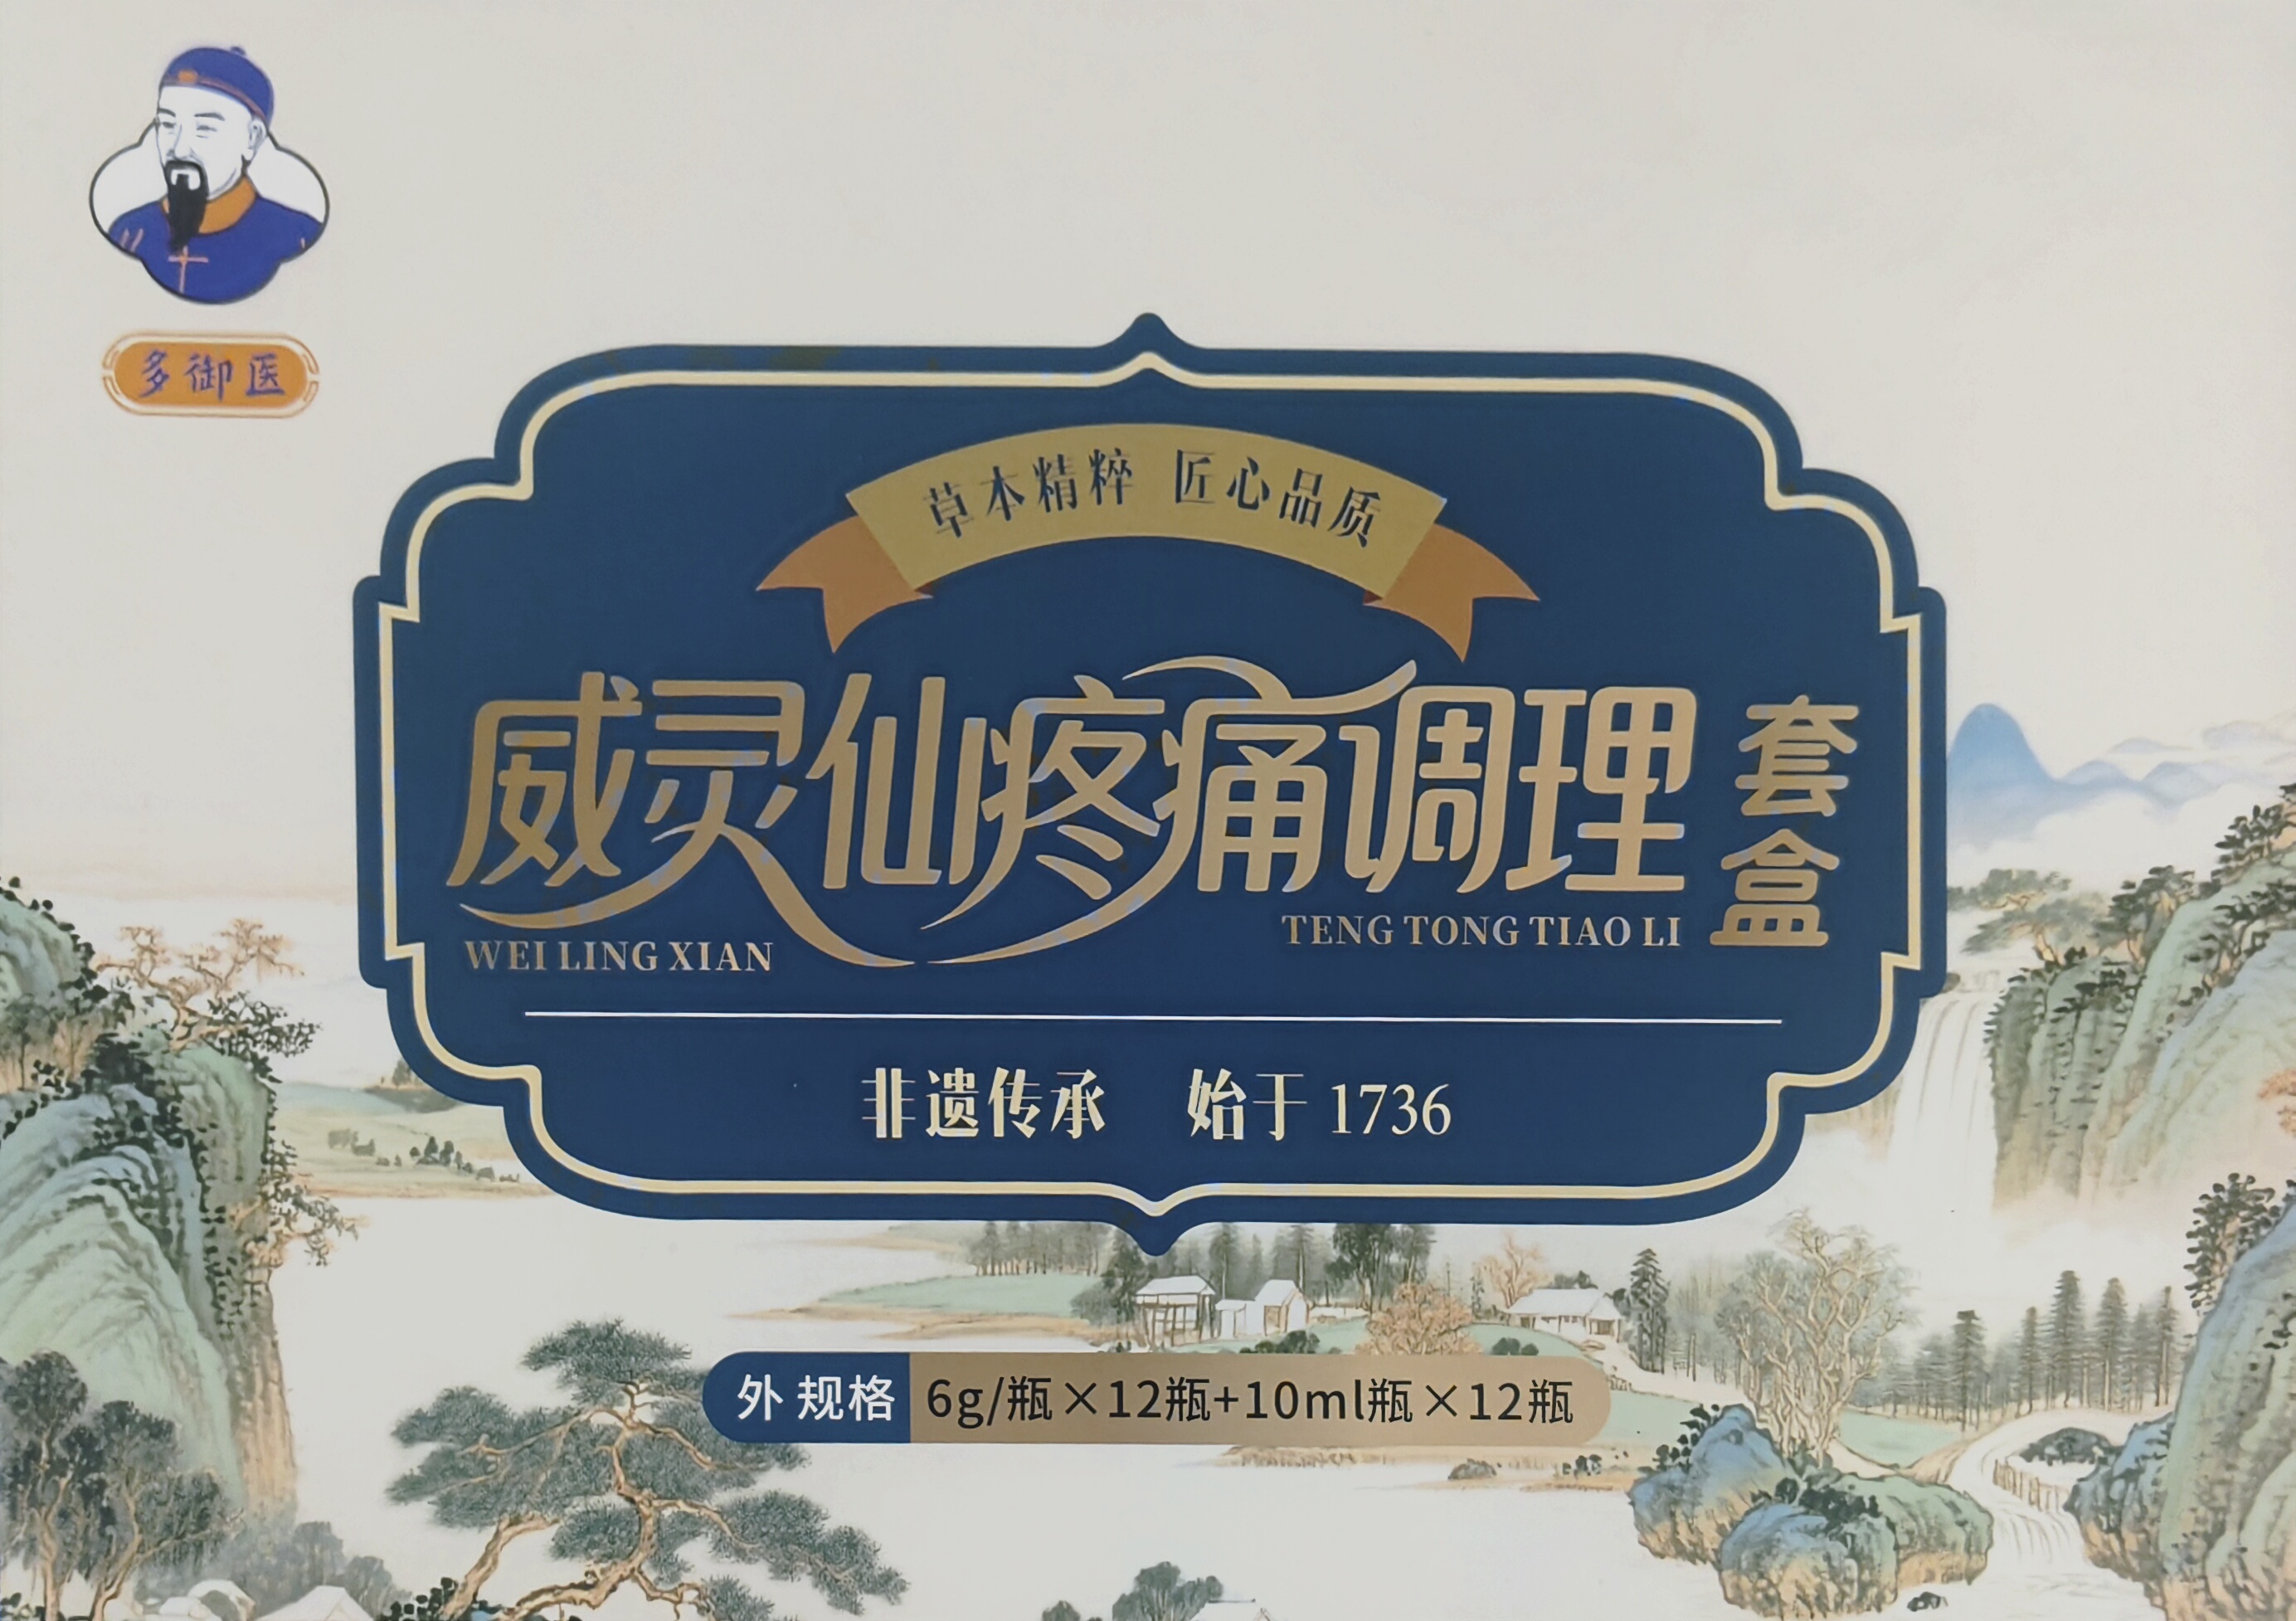 多御医
草本精粹 匠心品质
威灵仙疼痛调理套盒
WEI LING XIAN TENG TONG TIAO LI
非遗传承 始于1736
外 规格 6g/瓶×12瓶+10ml瓶×12瓶